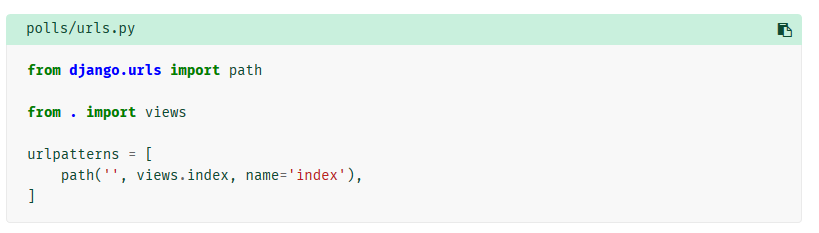 polls/urls.py
from django.urls import path
from . import views
urlpatterns = [
    path('', views.index, name='index'),
]